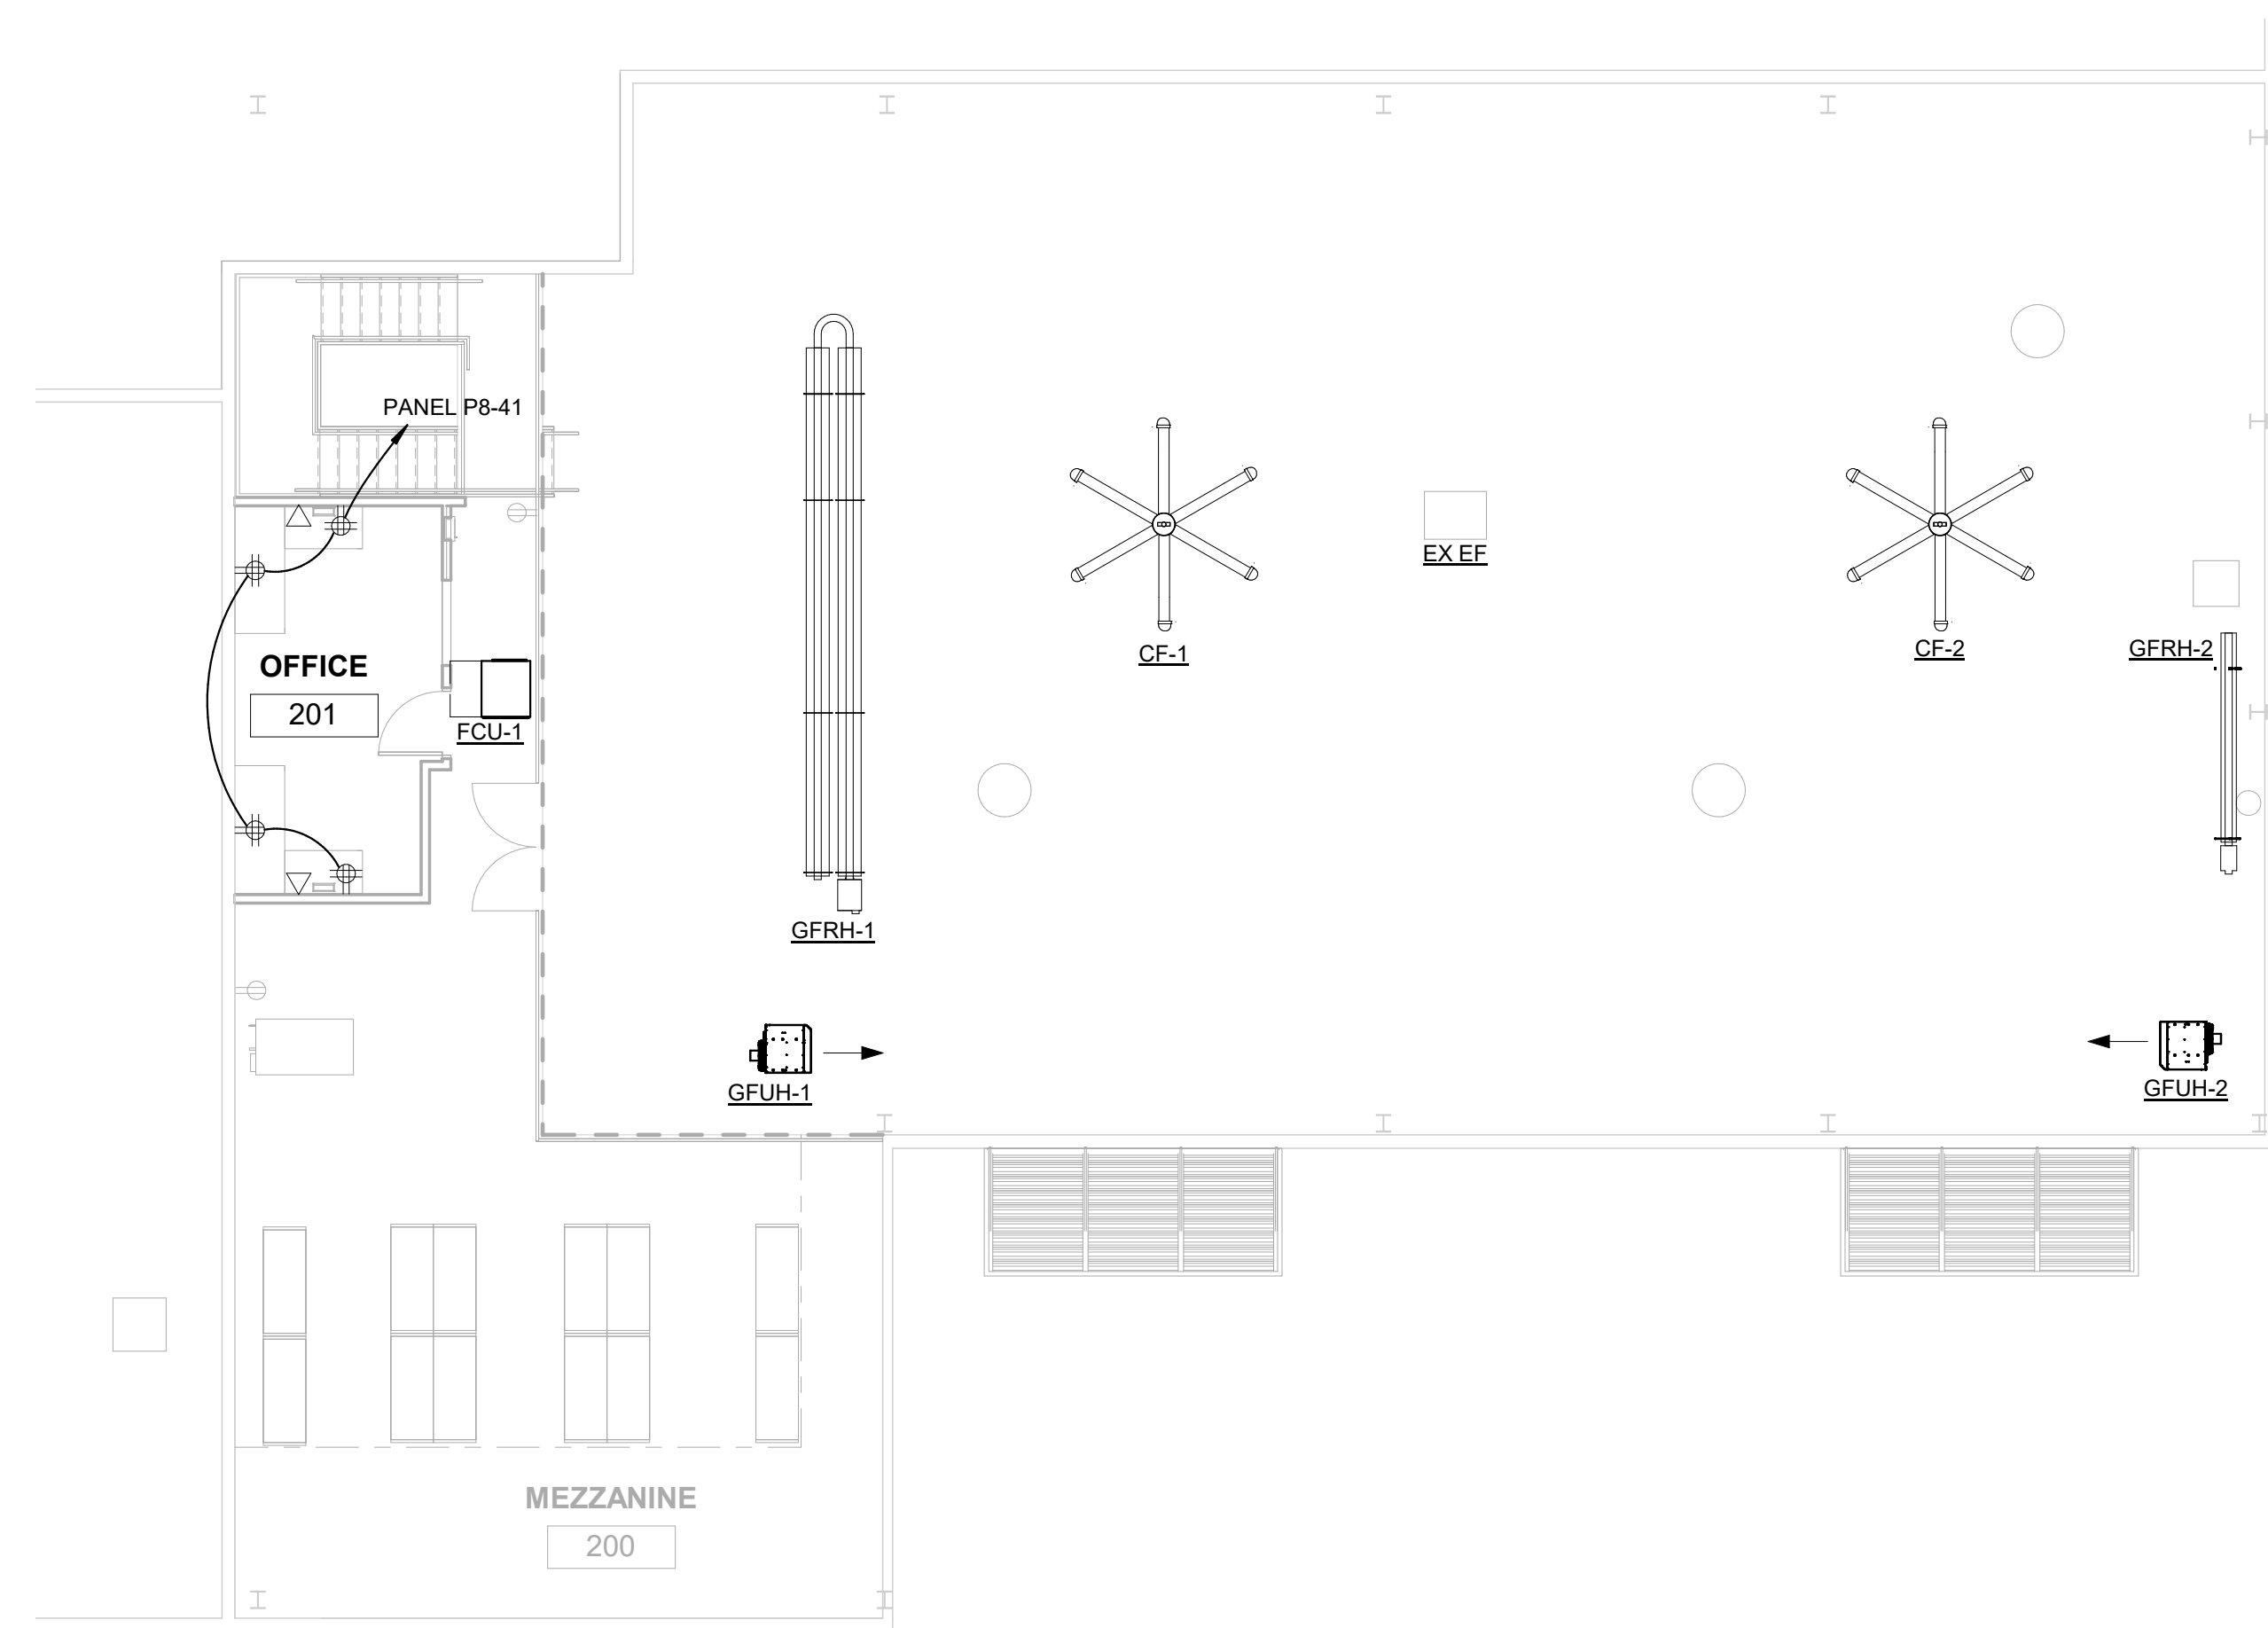 PANEL P8-41
EX EF
CF-1
CF-2
GFRH-2
OFFICE
201
FCU-1
GFRH-1
GFUH-1
GFUH-2
MEZZANINE
200